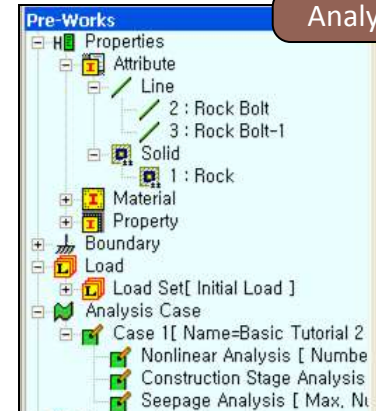 Analy
Pre-Works
Properties
Attribute
Line
2 : Rock Bolt
3 : Rock Bolt-1
Solid
1 : Rock
Material
Property
Boundary
Load
Load Set[ Initial Load ]
Analysis Case
Case 1[ Name=Basic Tutorial 2
Nonlinear Analysis [ Numbe
Construction Stage Analysis
Seepage Analysis [ Max, Nu